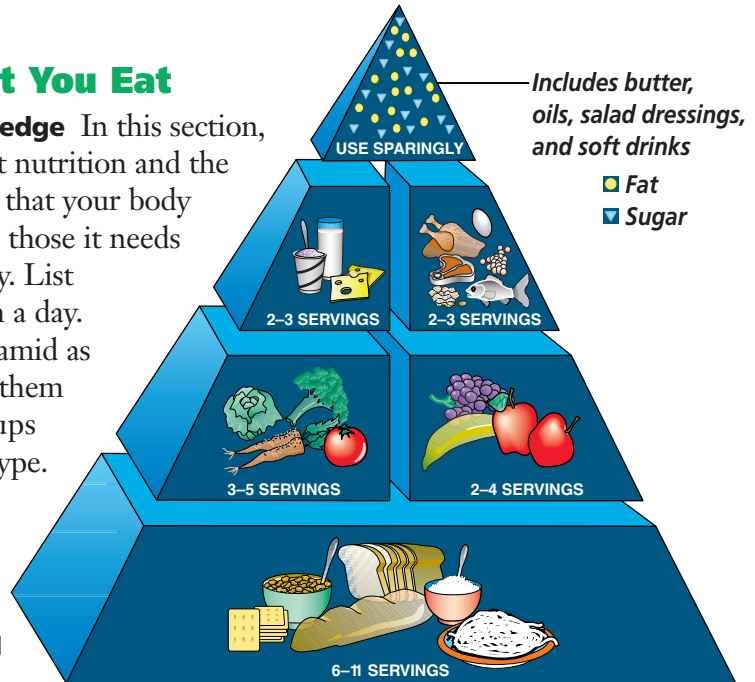 t You Eat
edge In this section,
t nutrition and the
that your body
those it needs
y. List
n a day.
amid as
them
ups
ype.
Includes butter,
oils, salad dressings,
and soft drinks
Fat
Sugar
USE SPARINGLY
2–3 SERVINGS
2–3 SERVINGS
3–5 SERVINGS
2–4 SERVINGS
6–11 SERVINGS